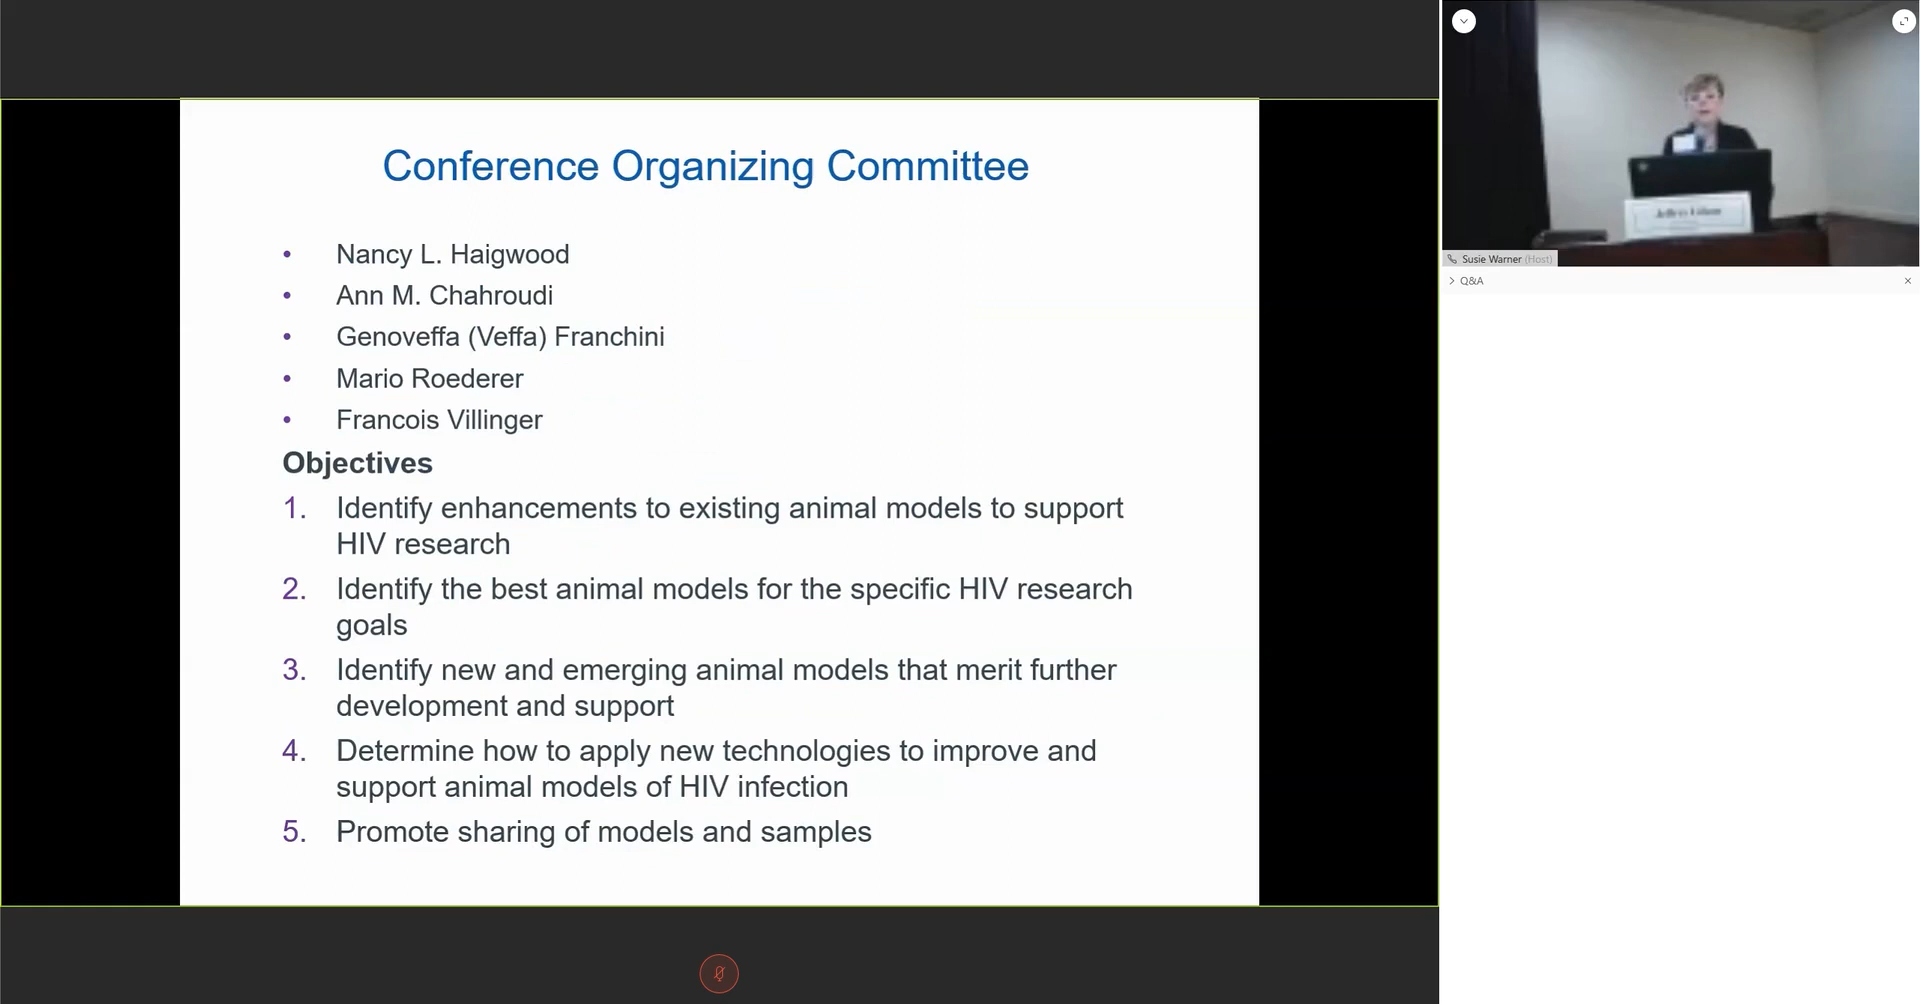 Conference Organizing Committee
• Nancy L. Haigwood
• Ann M. Chahroudi
• Genoveffa (Veffa) Franchini
• Mario Roederer
• Francois Villinger
Objectives
1. Identify enhancements to existing animal models to support
HIV research
2. Identify the best animal models for the specific HIV research
goals
3. Identify new and emerging animal models that merit further
development and support
4. Determine how to apply new technologies to improve and
support animal models of HIV infection
5. Promote sharing of models and samples
Susie Warner (Host)
Q&A